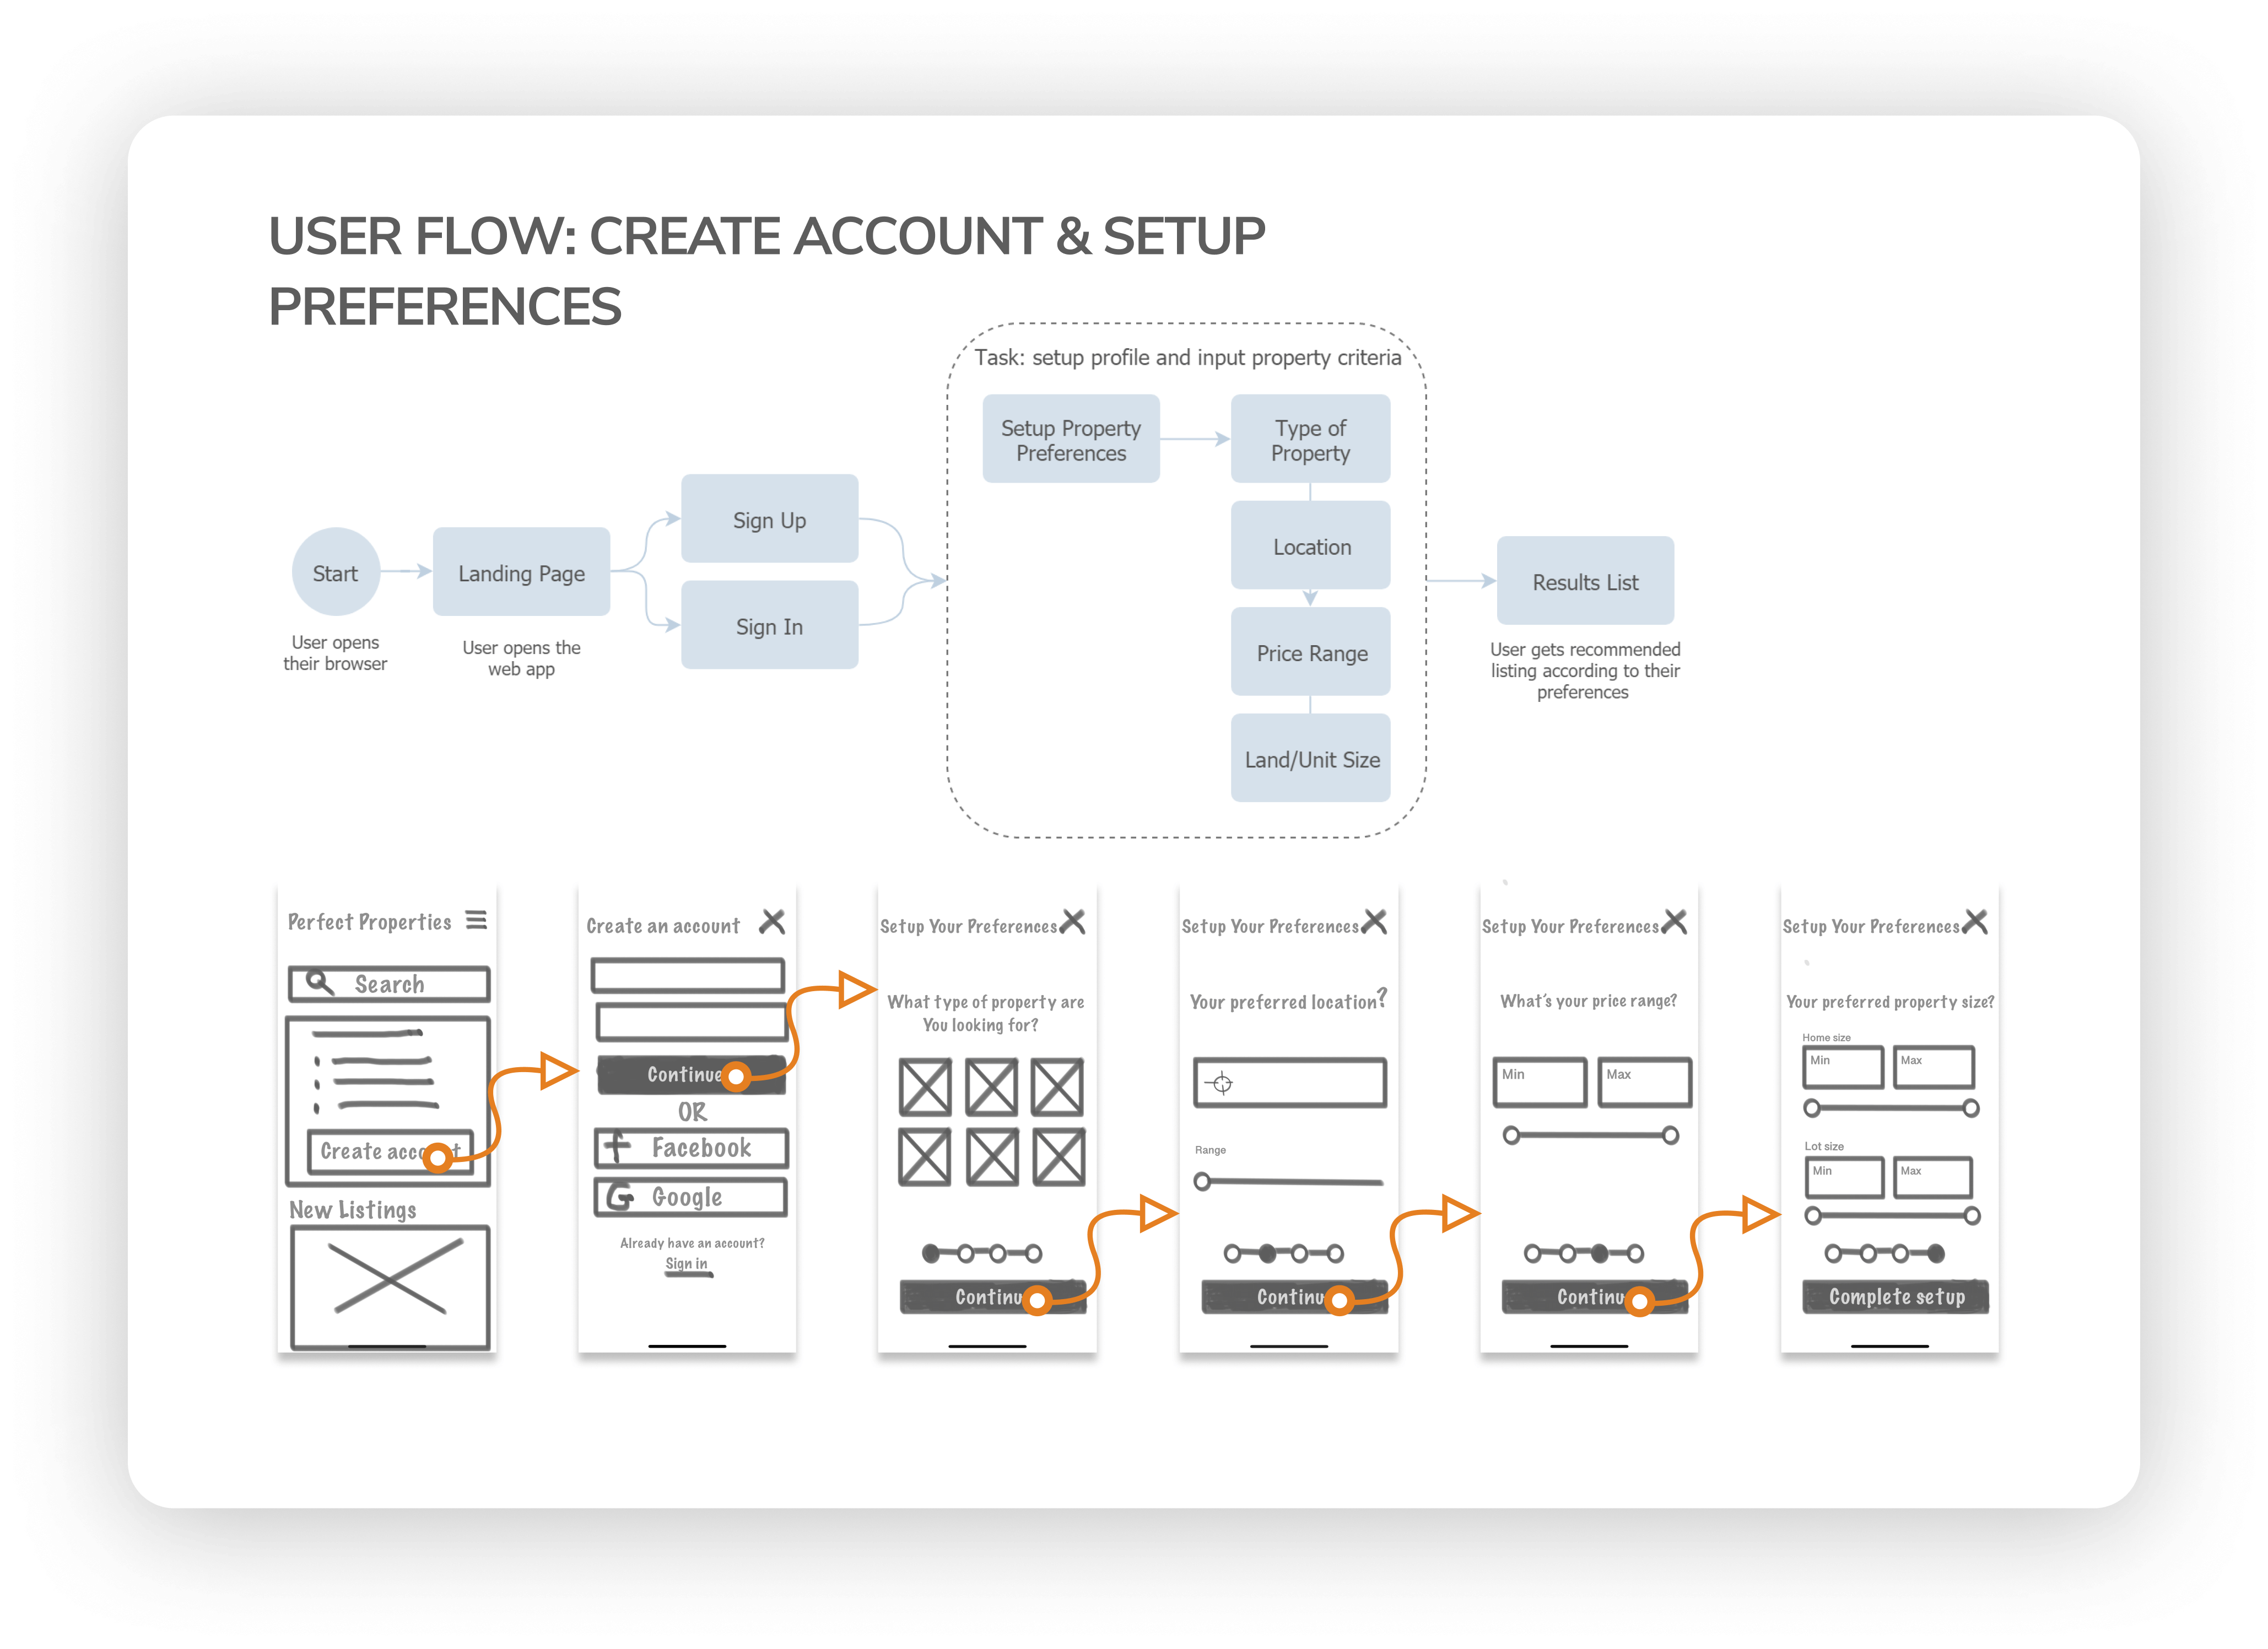 USER FLOW: CREATE ACCOUNT & SETUP
PREFERENCES
Task: setup profile and input property criteria
Setup Property
Preferences
Type of
Property
Location
Price Range
Land/Unit Size
Start
User opens
their browser
Landing Page
User opens the
web app
Sign Up
Sign In
Results List
User gets recommended
listing according to their
preferences
Perfect Properties
Search
Create account
New Listings
Create an account
Continue
OR
f Facebook
G Google
Already have an account?
Sign in
Setup Your Preferences
What type of property are
You looking for?
Continu
Setup Your Preferences
Your preferred location?
Range
Continu
Setup Your Preferences
What's your price range?
Min
Max
Continu
Setup Your Preferences
Your preferred property size?
Home size
Min
Max
Lot size
Min
Max
Complete setup